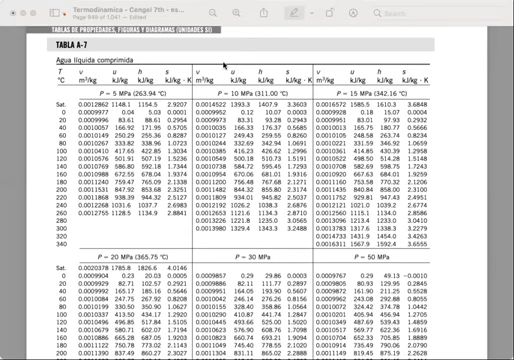 Termodinamica - Cengel 7th - es...
Page 949 of 1,041 — Edited
Search
TABLAS DE PROPIEDADES, FIGURAS Y DIAGRAMAS (UNIDADES SI)
TABLA A-7
Agua líquida comprimida
T v u h s v u h s v u h s
°C m³/kg kJ/kg kJ/kg kJ/kg · K m³/kg kJ/kg kJ/kg kJ/kg · K m³/kg kJ/kg kJ/kg kJ/kg · K
P = 5 MPa (263.94 °C) P = 10 MPa (311.00 °C) P = 15 MPa (342.16 °C)
Sat. 0.0012862 1148.1 1154.5 2.9207 0.0014522 1393.3 1407.9 3.3603 0.0016572 1585.5 1610.3 3.6848
0 0.0009977 0.04 5.03 0.0001 0.0009952 0.12 10.07 0.0003 0.0009928 0.18 15.07 0.0004
20 0.0009996 83.61 88.61 0.2954 0.0009973 83.31 93.28 0.2943 0.0009951 83.01 97.93 0.2932
40 0.0010057 166.92 171.95 0.5705 0.0010035 166.33 176.37 0.5685 0.0010013 165.75 180.77 0.5666
60 0.0010149 250.29 255.36 0.8287 0.0010127 249.43 259.55 0.8260 0.0010105 248.58 263.74 0.8234
80 0.0010267 333.82 338.96 1.0723 0.0010244 332.69 342.94 1.0691 0.0010221 331.59 346.92 1.0659
100 0.0010410 417.65 422.85 1.3034 0.0010385 416.23 426.62 1.2996 0.0010361 414.85 430.39 1.2958
120 0.0010576 501.91 507.19 1.5236 0.0010549 500.18 510.73 1.5191 0.0010522 498.50 514.28 1.5148
140 0.0010769 586.80 592.18 1.7344 0.0010738 584.72 595.45 1.7293 0.0010708 582.69 598.75 1.7243
160 0.0010988 672.55 678.04 1.9374 0.0010954 670.06 681.01 1.9316 0.0010920 667.63 684.01 1.9259
180 0.0011240 759.47 765.09 2.1338 0.0011200 756.48 767.68 2.1271 0.0011160 753.58 770.32 2.1206
200 0.0011531 847.92 853.68 2.3251 0.0011482 844.32 855.80 2.3174 0.0011435 840.84 858.00 2.3100
220 0.0011868 938.39 944.32 2.5127 0.0011809 934.01 945.82 2.5037 0.0011752 929.81 947.43 2.4951
240 0.0012268 1031.6 1037.7 2.6983 0.0012192 1026.2 1038.3 2.6876 0.0012121 1021.0 1039.2 2.6774
260 0.0012755 1128.5 1134.9 2.8841 0.0012653 1121.6 1134.3 2.8710 0.0012560 1115.1 1134.0 2.8586
280 0.0013226 1221.8 1235.0 3.0565 0.0013096 1213.4 1233.0 3.0410
300 0.0013980 1329.4 1343.3 3.2488 0.0013783 1317.6 1338.3 3.2279
320 0.0014733 1431.9 1454.0 3.4263
340 0.0016311 1567.9 1592.4 3.6555
P = 20 MPa (365.75 °C) P = 30 MPa P = 50 MPa
Sat. 0.0020378 1785.8 1826.6 4.0146
0 0.0009904 0.23 20.03 0.0005 0.0009857 0.29 29.86 0.0003 0.0009767 0.29 49.13 −0.0010
20 0.0009929 82.71 102.57 0.2921 0.0009886 82.11 111.77 0.2897 0.0009805 80.93 129.95 0.2845
40 0.0009992 165.17 185.16 0.5646 0.0009951 164.05 193.90 0.5607 0.0009872 161.90 211.25 0.5528
60 0.0010084 247.75 267.92 0.8208 0.0010042 246.14 276.26 0.8156 0.0009962 243.08 292.88 0.8055
80 0.0010199 330.50 350.90 1.0627 0.0010155 328.40 358.86 1.0564 0.0010072 324.42 374.78 1.0442
100 0.0010337 413.50 434.17 1.2920 0.0010290 410.87 441.74 1.2847 0.0010201 405.94 456.94 1.2705
120 0.0010496 496.85 517.84 1.5105 0.0010445 493.66 525.00 1.5020 0.0010349 487.69 539.43 1.4859
140 0.0010679 580.71 602.07 1.7194 0.0010623 576.90 608.76 1.7098 0.0010517 569.77 622.36 1.6916
160 0.0010886 665.28 687.05 1.9203 0.0010823 660.74 693.21 1.9094 0.0010704 652.33 705.85 1.8889
180 0.0011122 750.78 773.02 2.1143 0.0011049 745.40 778.55 2.1020 0.0010914 735.49 790.06 2.0790
200 0.0011390 837.49 860.27 2.3027 0.0011304 831.11 865.02 2.2888 0.0011149 819.45 875.19 2.2628